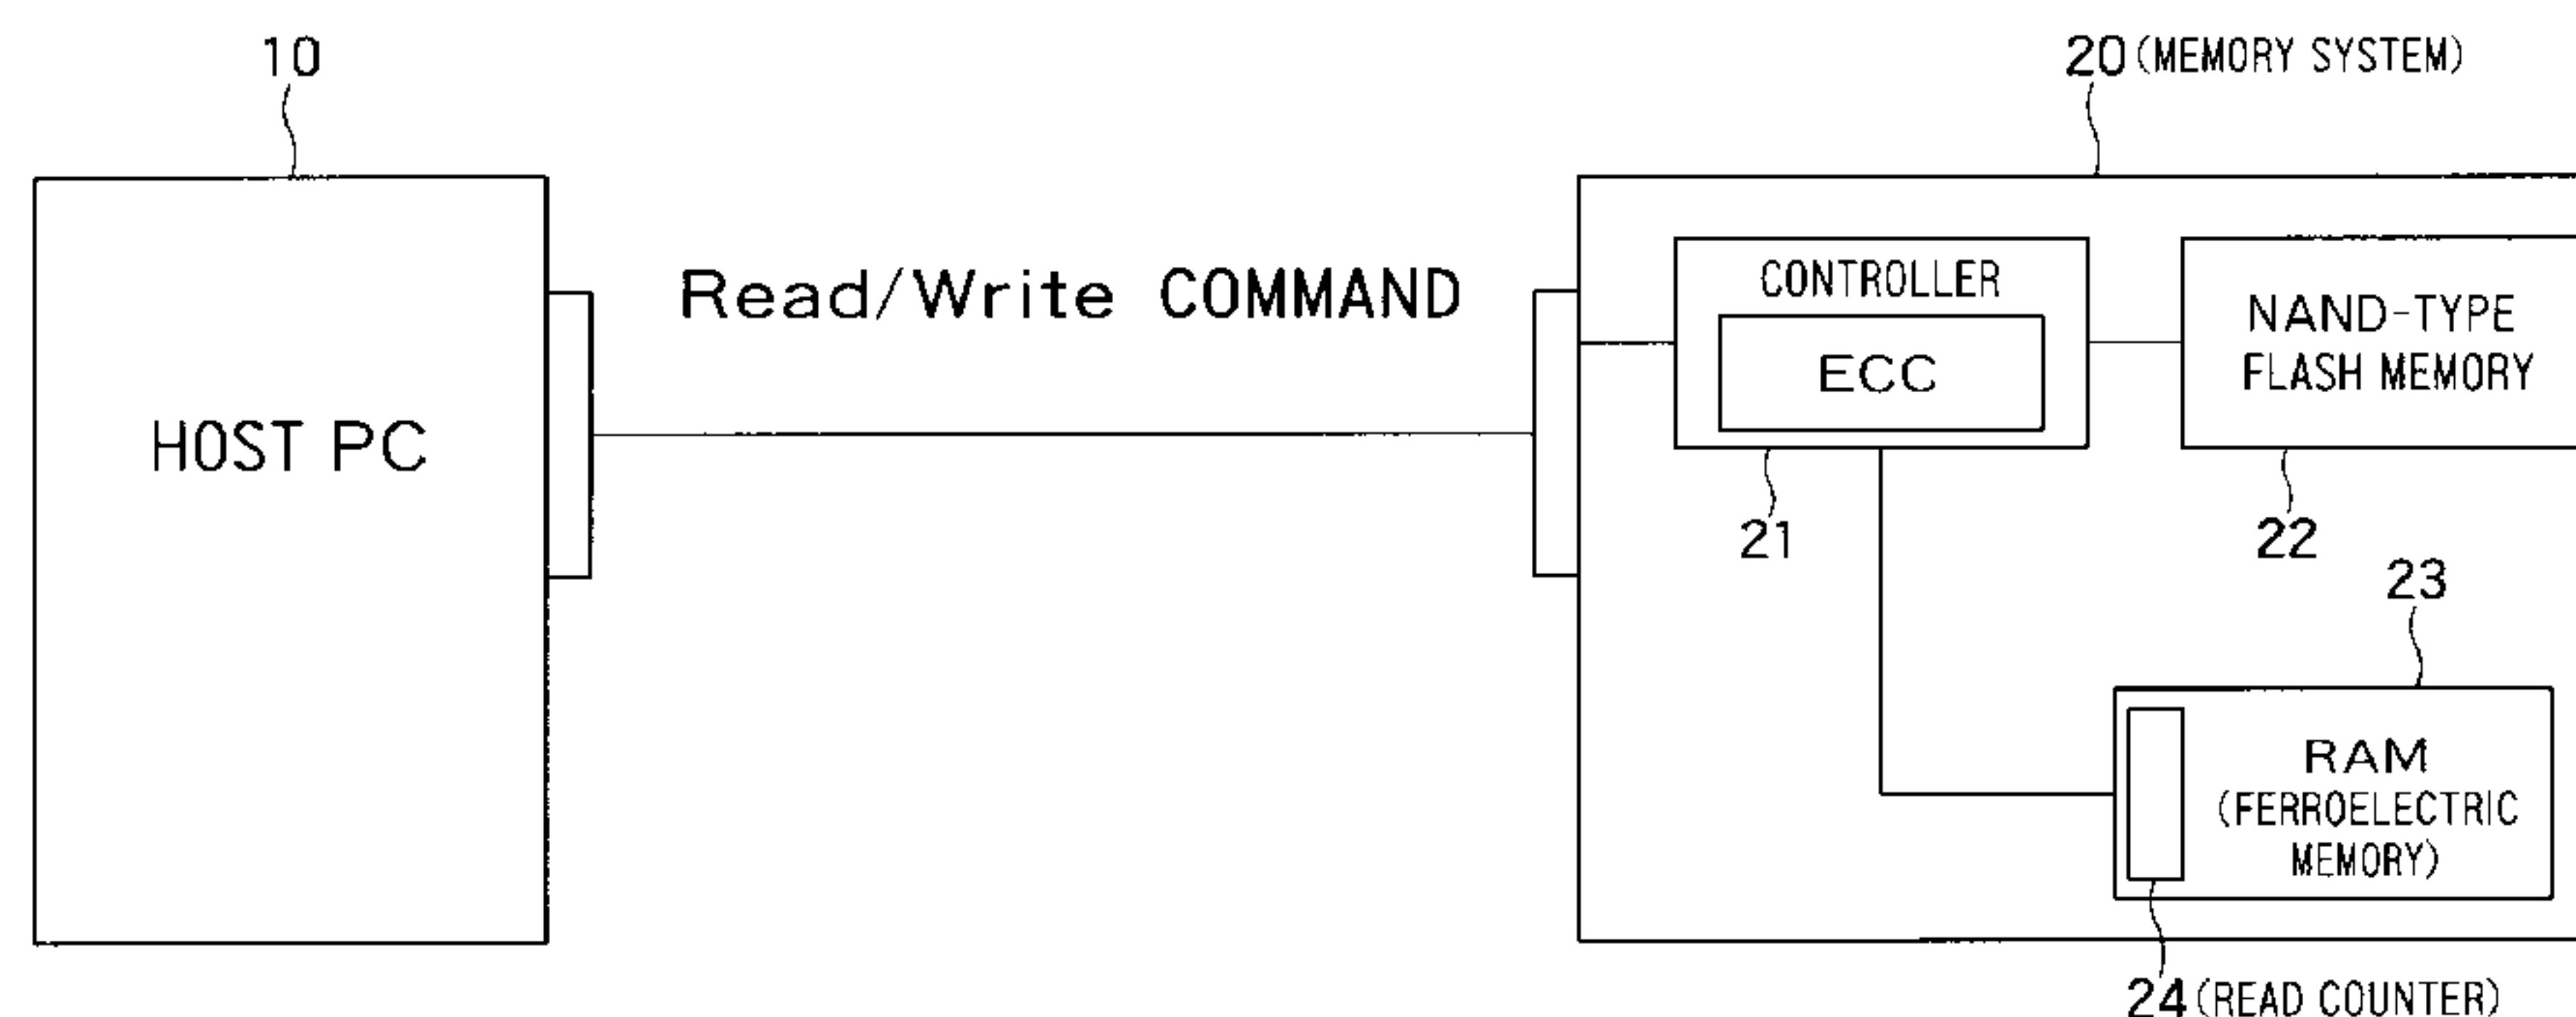 10
20 (MEMORY SYSTEM)
Read/Write COMMAND
HOST PC
CONTROLLER
ECC
NAND-TYPE
FLASH MEMORY
21
22
23
RAM
(FERROELECTRIC
MEMORY)
24 (READ COUNTER)